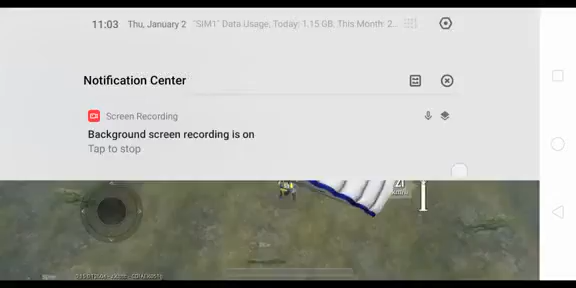 11:03 Thu, January 2 "SIM1" Data Usage, Today: 1.15 GB; This Month: 2...
Notification Center
Screen Recording
Background screen recording is on
Tap to stop